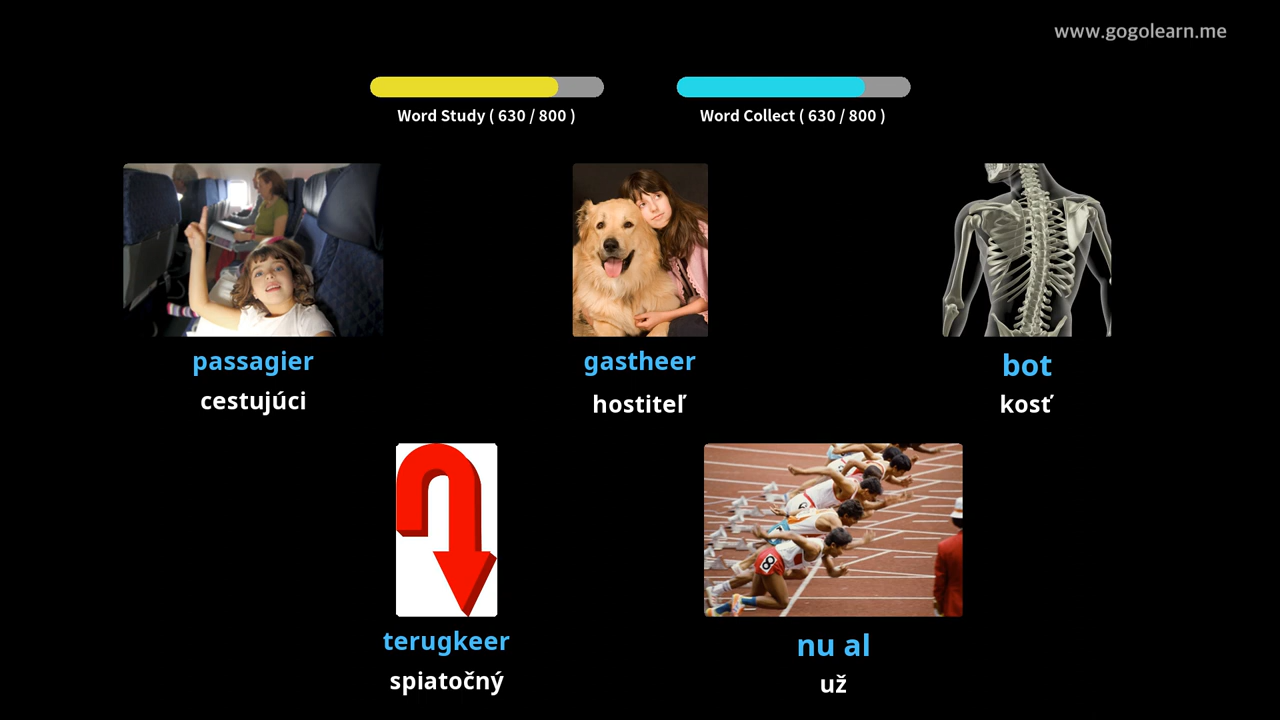 www.gogolearn.me
Word Study ( 630 / 800 )
Word Collect ( 630 / 800 )
passagier
gastheer
bot
cestujúci
hostiteľ
kosť
terugkeer
nu al
spiatočný
už